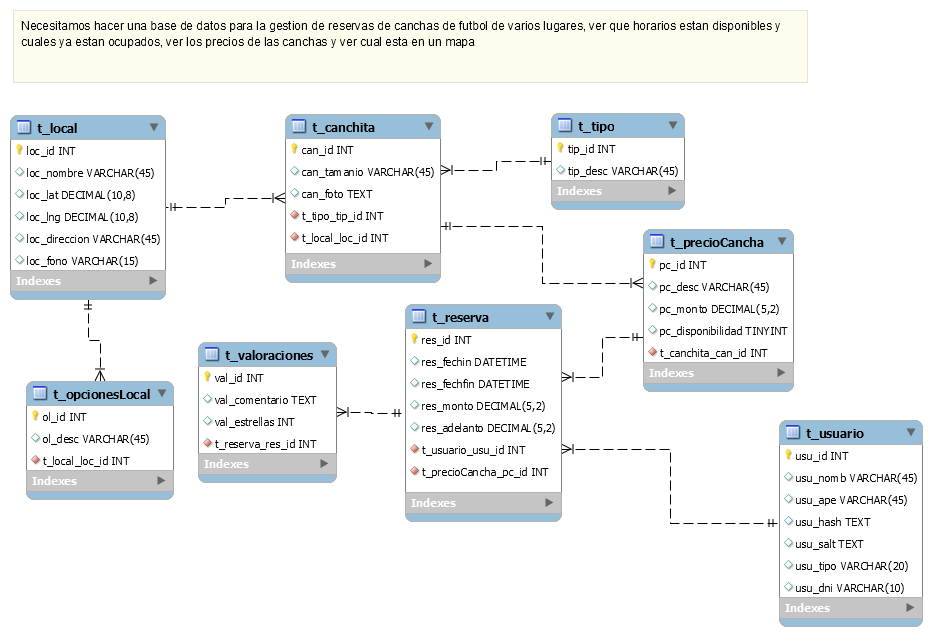 Necesitamos hacer una base de datos para la gestion de reservas de canchas de futbol de varios lugares, ver que horarios estan disponibles y
cuales ya estan ocupados, ver los precios de las canchas y ver cual esta en un mapa
t_local
loc_id INT
loc_nombre VARCHAR(45)
loc_lat DECIMAL(10,8)
loc_lng DECIMAL(10,8)
loc_direccion VARCHAR(45)
loc_fono VARCHAR(15)
Indexes
t_canchita
can_id INT
can_tamanio VARCHAR(45)
can_foto TEXT
t_tipo_tip_id INT
t_local_loc_id INT
Indexes
t_tipo
tip_id INT
tip_desc VARCHAR(45)
Indexes
t_precioCancha
pc_id INT
pc_desc VARCHAR(45)
pc_monto DECIMAL(5,2)
pc_disponibilidad TINYINT
t_canchita_can_id INT
Indexes
t_reserva
res_id INT
res_fechin DATETIME
res_fechfin DATETIME
res_monto DECIMAL(5,2)
res_adelanto DECIMAL(5,2)
t_usuario_usu_id INT
t_precioCancha_pc_id INT
Indexes
t_valoraciones
val_id INT
val_comentario TEXT
val_estrellas INT
t_reserva_res_id INT
Indexes
t_opcionesLocal
ol_id INT
ol_desc VARCHAR(45)
t_local_loc_id INT
Indexes
t_usuario
usu_id INT
usu_nomb VARCHAR(45)
usu_ape VARCHAR(45)
usu_hash TEXT
usu_salt TEXT
usu_tipo VARCHAR(20)
usu_dni VARCHAR(10)
Indexes